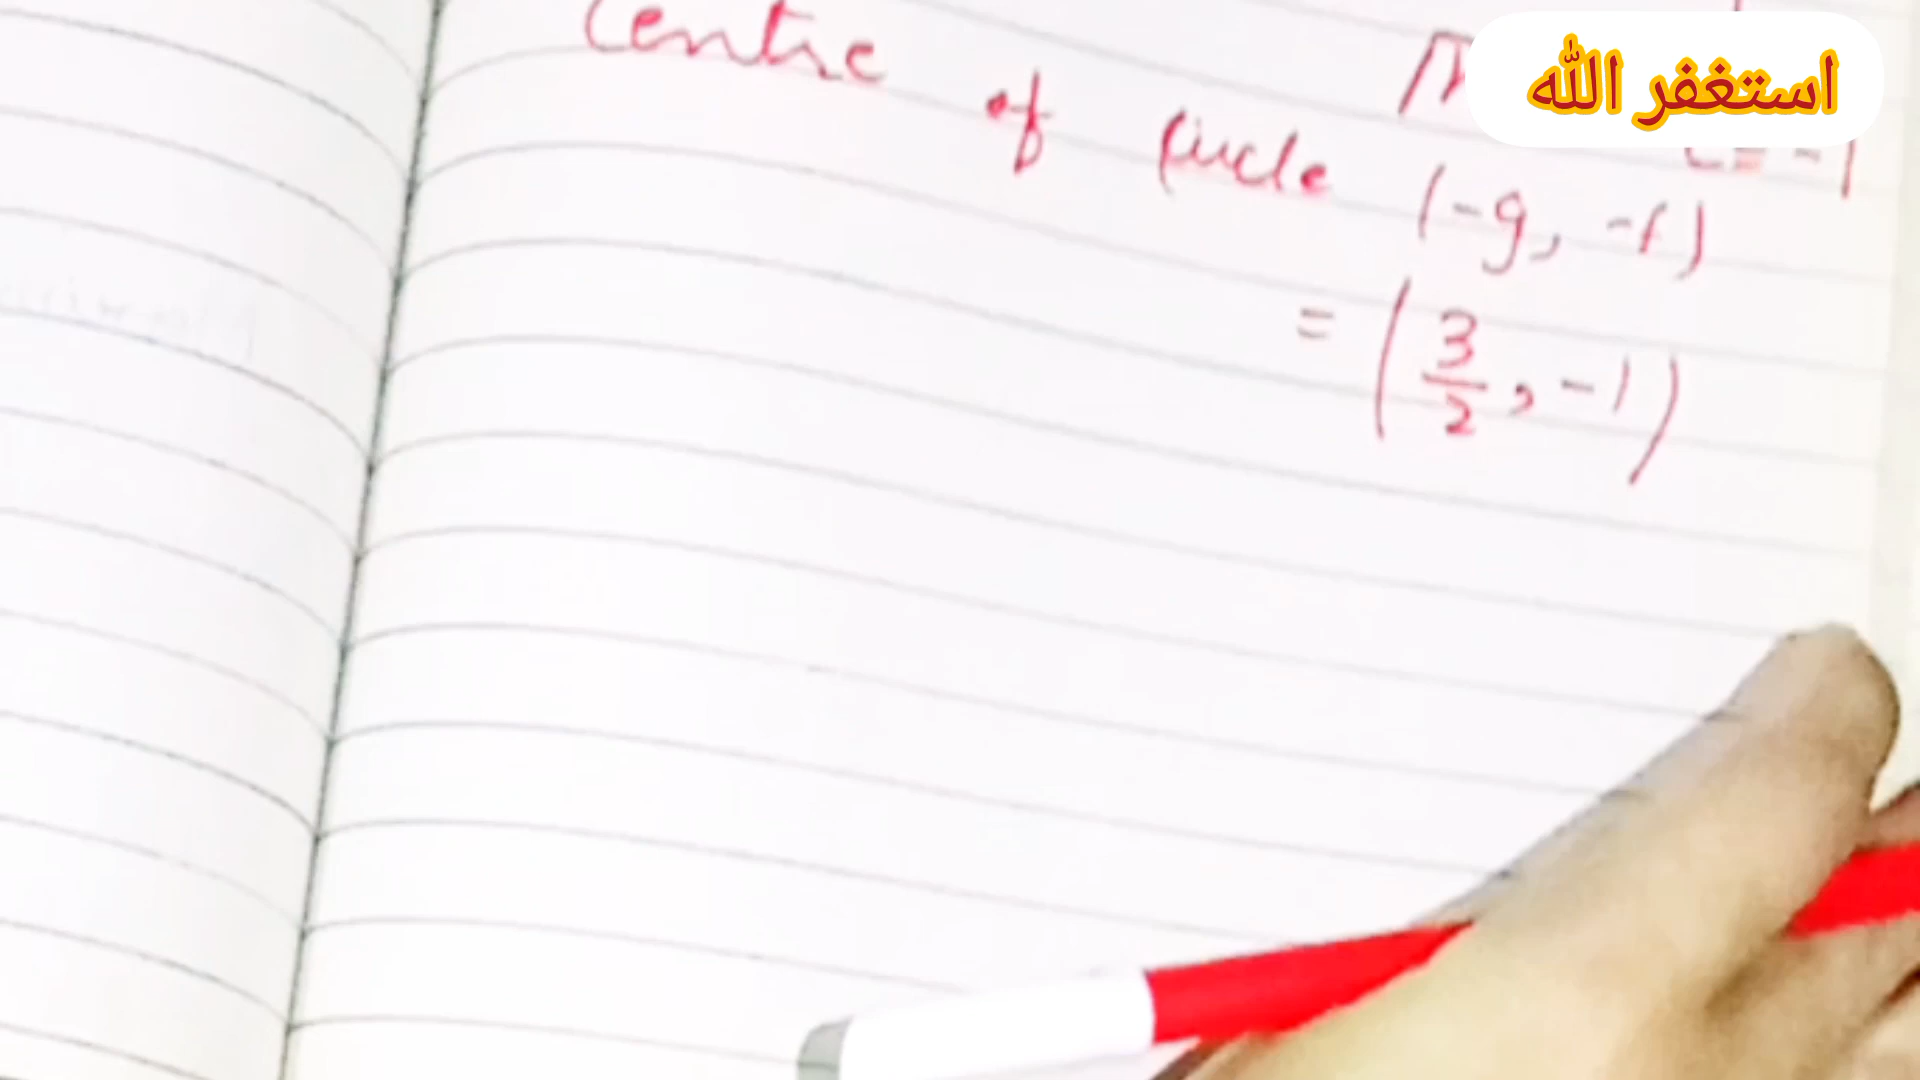 استغفر الله
Centre of circle (-g, -f)
= (3/2, -1)